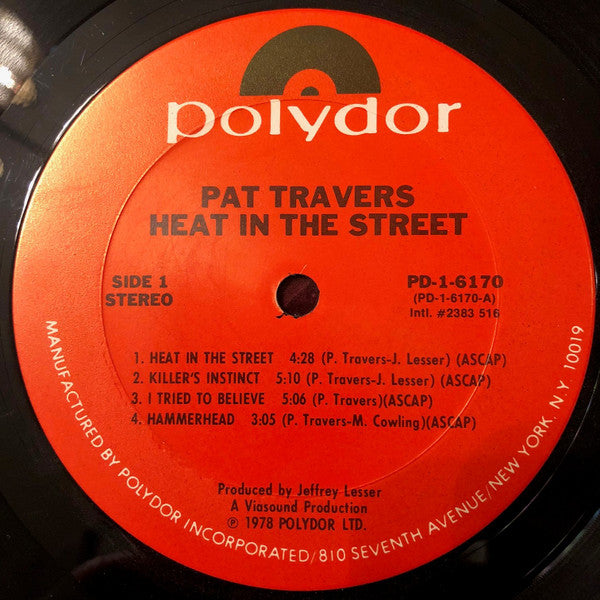 polydor
PAT TRAVERS
HEAT IN THE STREET
SIDE 1
STEREO
PD-1-6170
(PD-1-6170-A)
Intl. #2383 516
1. HEAT IN THE STREET 4:28 (P. Travers-J. Lesser) (ASCAP)
2. KILLER'S INSTINCT 5:10 (P. Travers-J. Lesser) (ASCAP)
3. I TRIED TO BELIEVE 5:06 (P. Travers)(ASCAP)
4. HAMMERHEAD 3:05 (P. Travers-M. Cowling)(ASCAP)
Produced by Jeffrey Lesser
A Viasound Production
℗ 1978 POLYDOR LTD.
MANUFACTURED BY POLYDOR INCORPORATED/810 SEVENTH AVENUE/NEW YORK, NY 10019